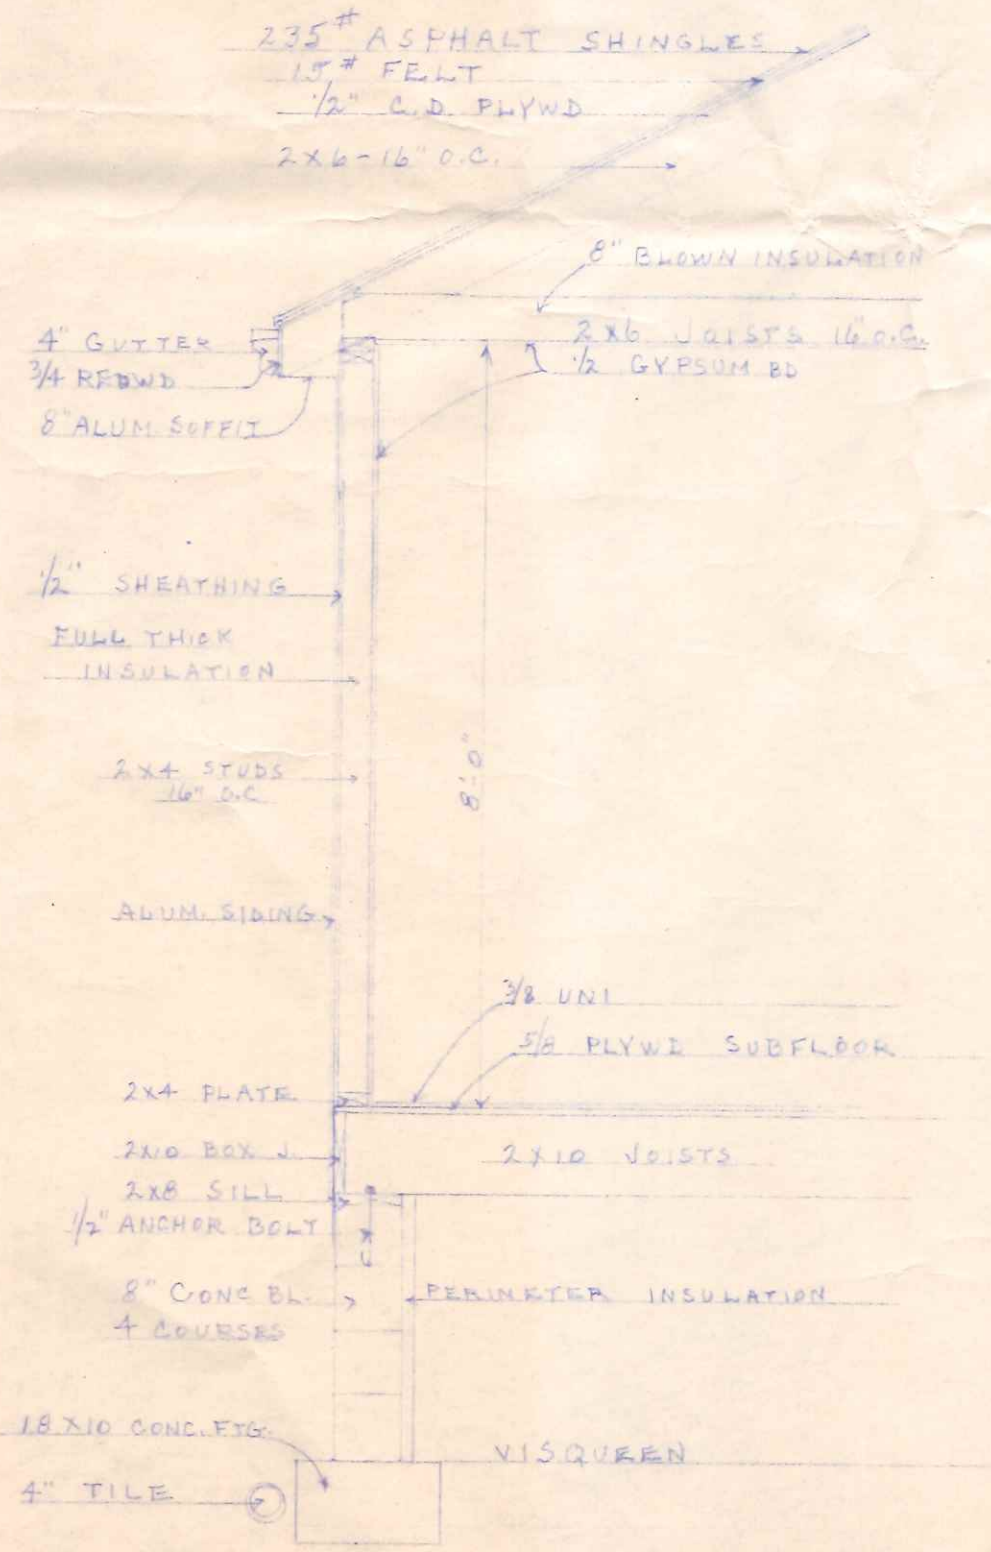 235# ASPHALT SHINGLES
15# FELT
1/2" C.D. PLYWD
2X6-16" O.C.
8" BLOWN INSULATION
2X6 JOISTS 16" O.C.
1/2 GYPSUM BD
4" GUTTER
3/4 REDWD
8" ALUM. SOFFIT
1/2" SHEATHING
FULL THICK
INSULATION
2X4 STUDS
16" O.C
8'-0"
ALUM. SIDING
3/8 UNI
5/8 PLYWD SUBFLOOR
2X4 PLATE
2X10 BOX J.
2X10 JOISTS
2X8 SILL
1/2" ANCHOR BOLT
8" CONC BL.
4 COURSES
PERIMETER INSULATION
18 X10 CONC. FTG.
VISQUEEN
4" TILE